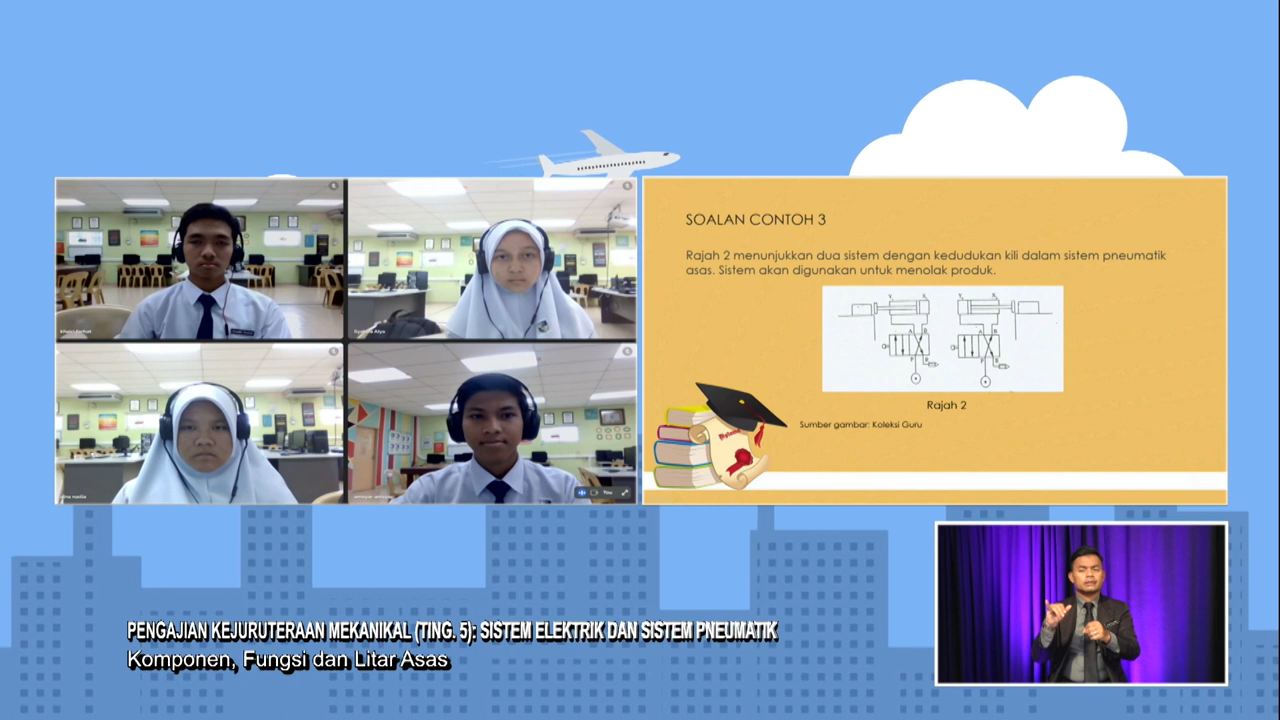 SOALAN CONTOH 3
Rajah 2 menunjukkan dua sistem dengan kedudukan kili dalam sistem pneumatik
asas. Sistem akan digunakan untuk menolak produk.
Rajah 2
Sumber gambar: Koleksi Guru
You
PENGAJIAN KEJURUTERAAN MEKANIKAL (TING. 5): SISTEM ELEKTRIK DAN SISTEM PNEUMATIK
Komponen, Fungsi dan Litar Asas